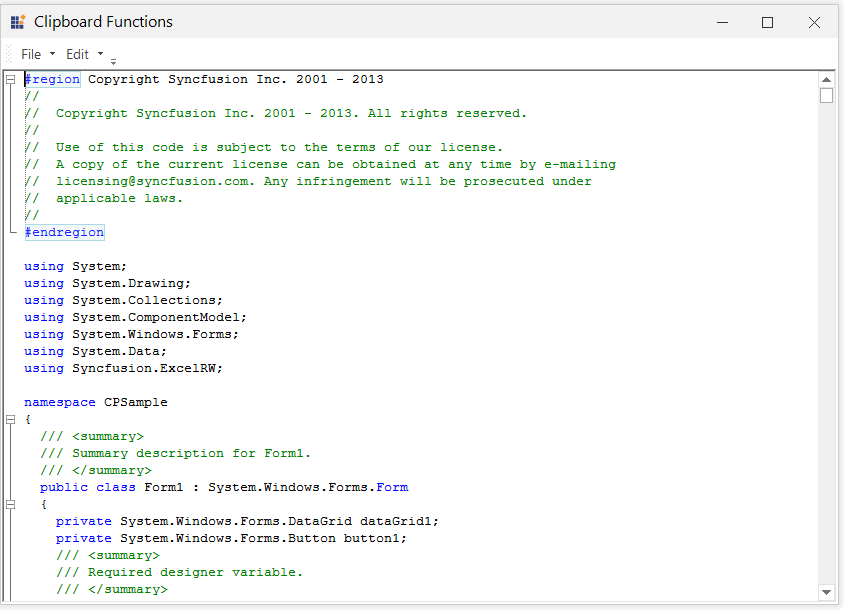 Clipboard Functions
File Edit
#region Copyright Syncfusion Inc. 2001 - 2013
//
//  Copyright Syncfusion Inc. 2001 - 2013. All rights reserved.
//
//  Use of this code is subject to the terms of our license.
//  A copy of the current license can be obtained at any time by e-mailing
//  licensing@syncfusion.com. Any infringement will be prosecuted under
//  applicable laws.
//
#endregion
using System;
using System.Drawing;
using System.Collections;
using System.ComponentModel;
using System.Windows.Forms;
using System.Data;
using Syncfusion.ExcelRW;
namespace CPSample
{
  /// <summary>
  /// Summary description for Form1.
  /// </summary>
  public class Form1 : System.Windows.Forms.Form
  {
    private System.Windows.Forms.DataGrid dataGrid1;
    private System.Windows.Forms.Button button1;
    /// <summary>
    /// Required designer variable.
    /// </summary>